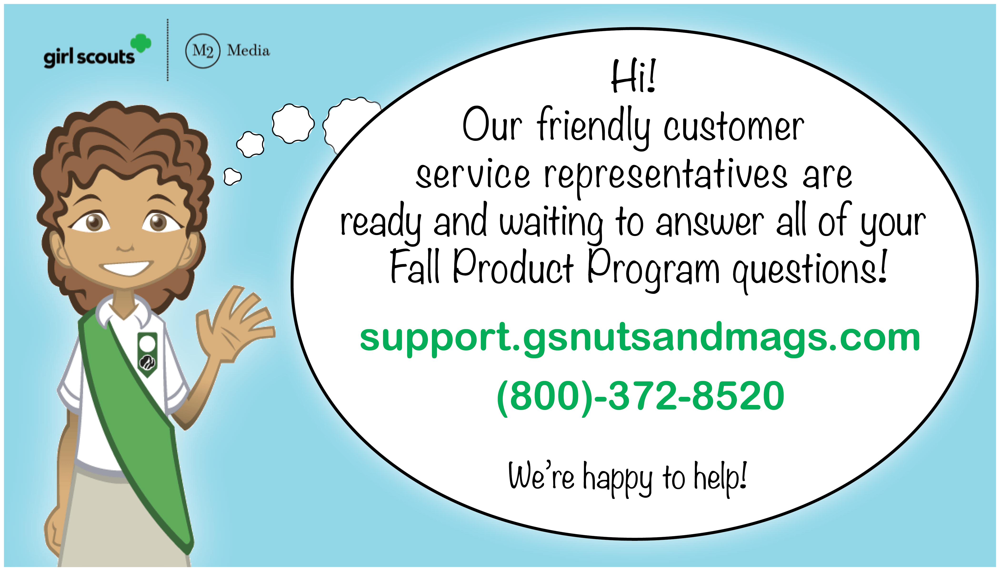 girl scouts
M2 Media
Hi!
Our friendly customer
service representatives are
ready and waiting to answer all of your
Fall Product Program questions!
support.gsnutsandmags.com
(800)-372-8520
We're happy to help!